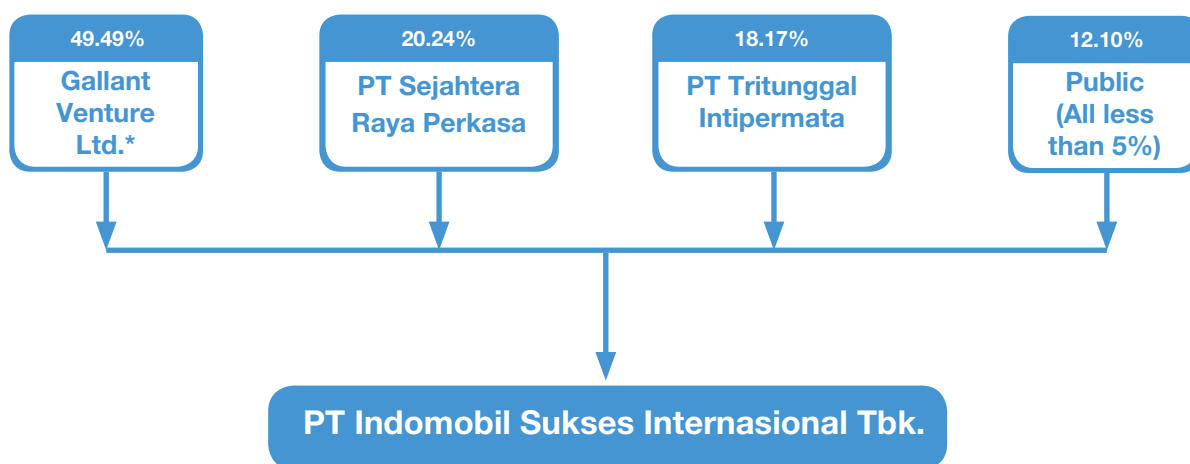 49.49%
Gallant
Venture
Ltd.*
20.24%
PT Sejahtera
Raya Perkasa
18.17%
PT Tritunggal
Intipermata
12.10%
Public
(All less
than 5%)
PT Indomobil Sukses Internasional Tbk.